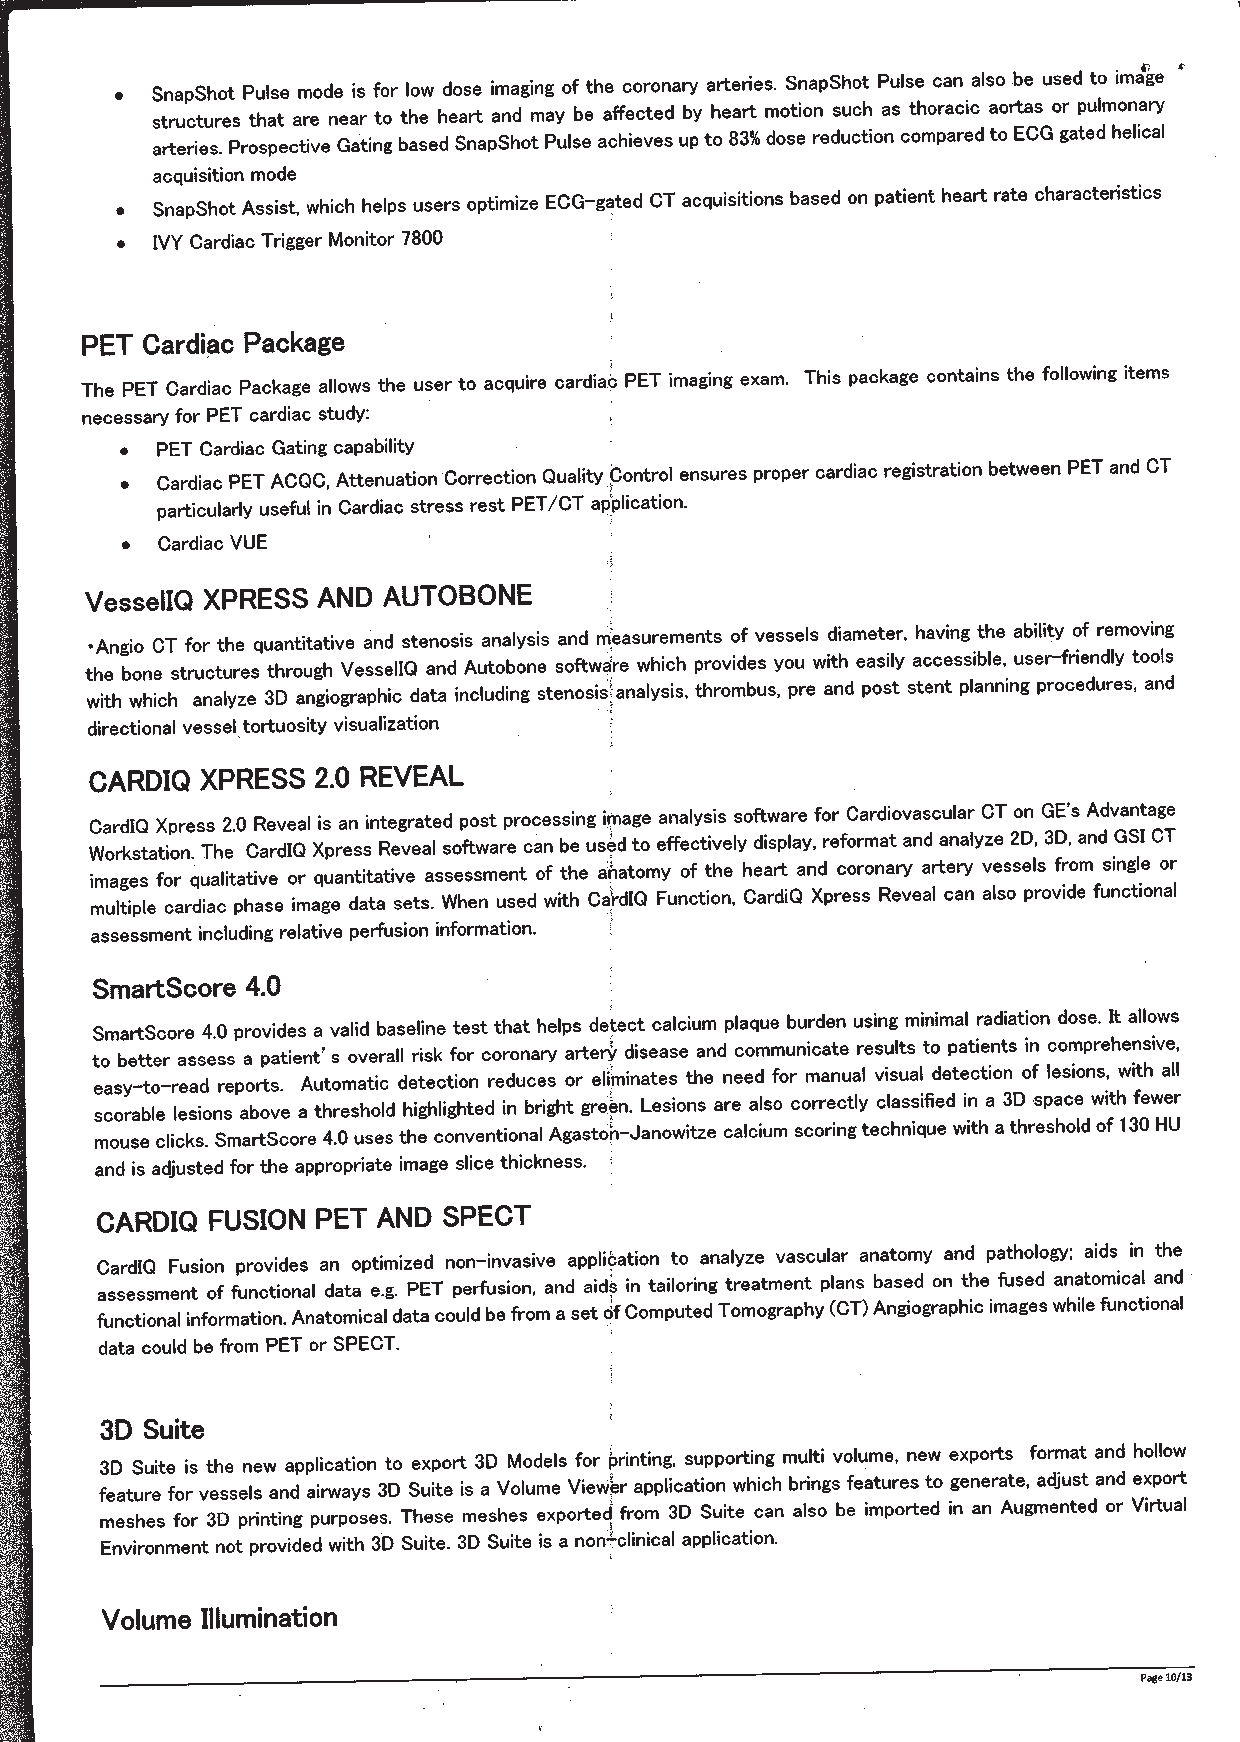 • SnapShot Pulse mode is for low dose imaging of the coronary arteries. SnapShot Pulse can also be used to image
structures that are near to the heart and may be affected by heart motion such as thoracic aortas or pulmonary
arteries. Prospective Gating based SnapShot Pulse achieves up to 83% dose reduction compared to ECG gated helical
acquisition mode
• SnapShot Assist, which helps users optimize ECG-gated CT acquisitions based on patient heart rate characteristics
• IVY Cardiac Trigger Monitor 7800
PET Cardiac Package
The PET Cardiac Package allows the user to acquire cardiac PET imaging exam. This package contains the following items
necessary for PET cardiac study:
• PET Cardiac Gating capability
• Cardiac PET ACQC, Attenuation Correction Quality Control ensures proper cardiac registration between PET and CT
particularly useful in Cardiac stress rest PET/CT application.
• Cardiac VUE
VesselIQ XPRESS AND AUTOBONE
•Angio CT for the quantitative and stenosis analysis and measurements of vessels diameter, having the ability of removing
the bone structures through VesselIQ and Autobone software which provides you with easily accessible, user-friendly tools
with which analyze 3D angiographic data including stenosis analysis, thrombus, pre and post stent planning procedures, and
directional vessel tortuosity visualization
CARDIQ XPRESS 2.0 REVEAL
CardIQ Xpress 2.0 Reveal is an integrated post processing image analysis software for Cardiovascular CT on GE's Advantage
Workstation. The CardIQ Xpress Reveal software can be used to effectively display, reformat and analyze 2D, 3D, and GSI CT
images for qualitative or quantitative assessment of the anatomy of the heart and coronary artery vessels from single or
multiple cardiac phase image data sets. When used with CardIQ Function, CardiQ Xpress Reveal can also provide functional
assessment including relative perfusion information.
SmartScore 4.0
SmartScore 4.0 provides a valid baseline test that helps detect calcium plaque burden using minimal radiation dose. It allows
to better assess a patient's overall risk for coronary artery disease and communicate results to patients in comprehensive,
easy-to-read reports. Automatic detection reduces or eliminates the need for manual visual detection of lesions, with all
scorable lesions above a threshold highlighted in bright green. Lesions are also correctly classified in a 3D space with fewer
mouse clicks. SmartScore 4.0 uses the conventional Agaston-Janowitze calcium scoring technique with a threshold of 130 HU
and is adjusted for the appropriate image slice thickness.
CARDIQ FUSION PET AND SPECT
CardIQ Fusion provides an optimized non-invasive application to analyze vascular anatomy and pathology; aids in the
assessment of functional data e.g. PET perfusion, and aids in tailoring treatment plans based on the fused anatomical and
functional information. Anatomical data could be from a set of Computed Tomography (CT) Angiographic images while functional
data could be from PET or SPECT.
3D Suite
3D Suite is the new application to export 3D Models for printing, supporting multi volume, new exports format and hollow
feature for vessels and airways 3D Suite is a Volume Viewer application which brings features to generate, adjust and export
meshes for 3D printing purposes. These meshes exported from 3D Suite can also be imported in an Augmented or Virtual
Environment not provided with 3D Suite. 3D Suite is a non-clinical application.
Volume Illumination
Page 10/13